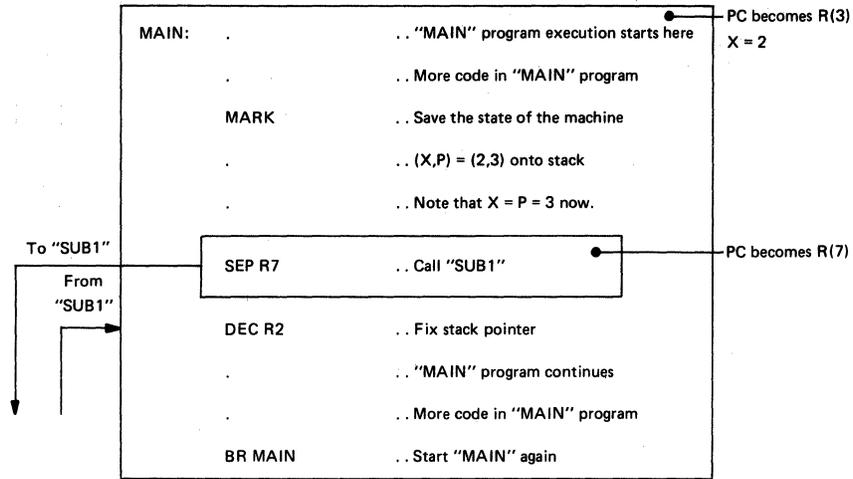 PC becomes R(3)
X = 2
MAIN: . .. "MAIN" program execution starts here
. .. More code in "MAIN" program
MARK .. Save the state of the machine
. .. (X,P) = (2,3) onto stack
. .. Note that X = P = 3 now.
To "SUB1"
SEP R7 .. Call "SUB1"
PC becomes R(7)
From
"SUB1"
DEC R2 .. Fix stack pointer
. .. "MAIN" program continues
. .. More code in "MAIN" program
BR MAIN .. Start "MAIN" again